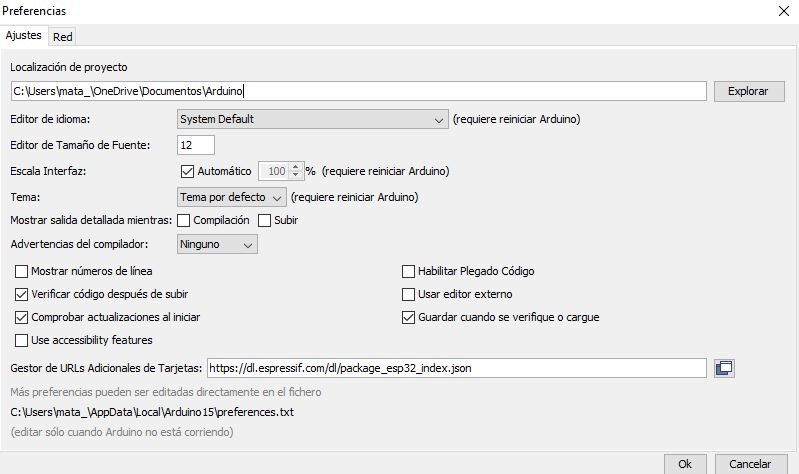 Preferencias
Ajustes Red
Localización de proyecto
C:\Users\mata_\OneDrive\Documentos\Arduino
Explorar
Editor de idioma: System Default (requiere reiniciar Arduino)
Editor de Tamaño de Fuente: 12
Escala Interfaz: Automático 100 % (requiere reiniciar Arduino)
Tema: Tema por defecto (requiere reiniciar Arduino)
Mostrar salida detallada mientras: Compilación Subir
Advertencias del compilador: Ninguno
Mostrar números de línea Habilitar Plegado Código
Verificar código después de subir Usar editor externo
Comprobar actualizaciones al iniciar Guardar cuando se verifique o cargue
Use accessibility features
Gestor de URLs Adicionales de Tarjetas: https://dl.espressif.com/dl/package_esp32_index.json
Más preferencias pueden ser editadas directamente en el fichero
C:\Users\mata_\AppData\Local\Arduino15\preferences.txt
(editar sólo cuando Arduino no está corriendo)
Ok Cancelar